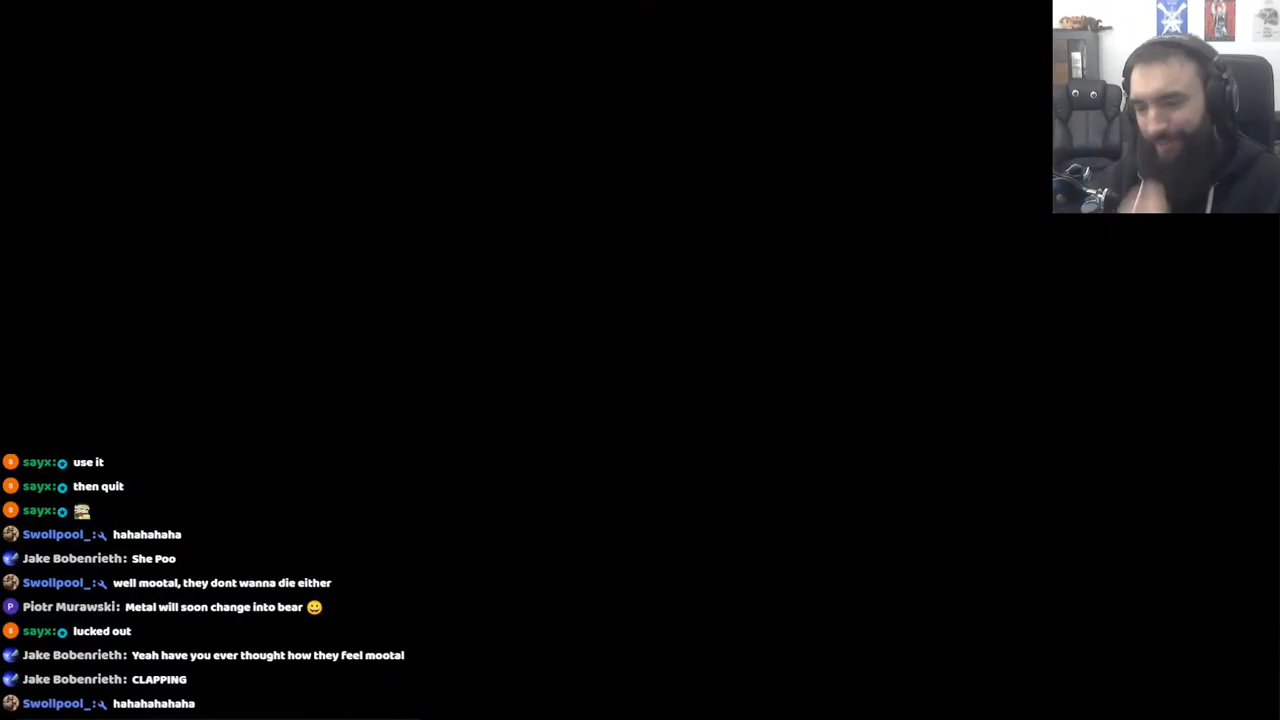 sayx: use it
sayx: then quit
sayx:
Swollpool_: hahahahaha
Jake Bobenrieth: She Poo
Swollpool_: well mootal, they dont wanna die either
Piotr Murawski: Metal will soon change into bear 😀
sayx: lucked out
Jake Bobenrieth: Yeah have you ever thought how they feel mootal
Jake Bobenrieth: CLAPPING
Swollpool_: hahahahahaha